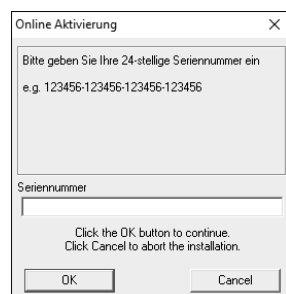 Online Aktivierung
Bitte geben Sie Ihre 24-stellige Seriennummer ein
e.g. 123456-123456-123456-123456
Seriennummer
Click the OK button to continue.
Click Cancel to abort the installation.
OK
Cancel